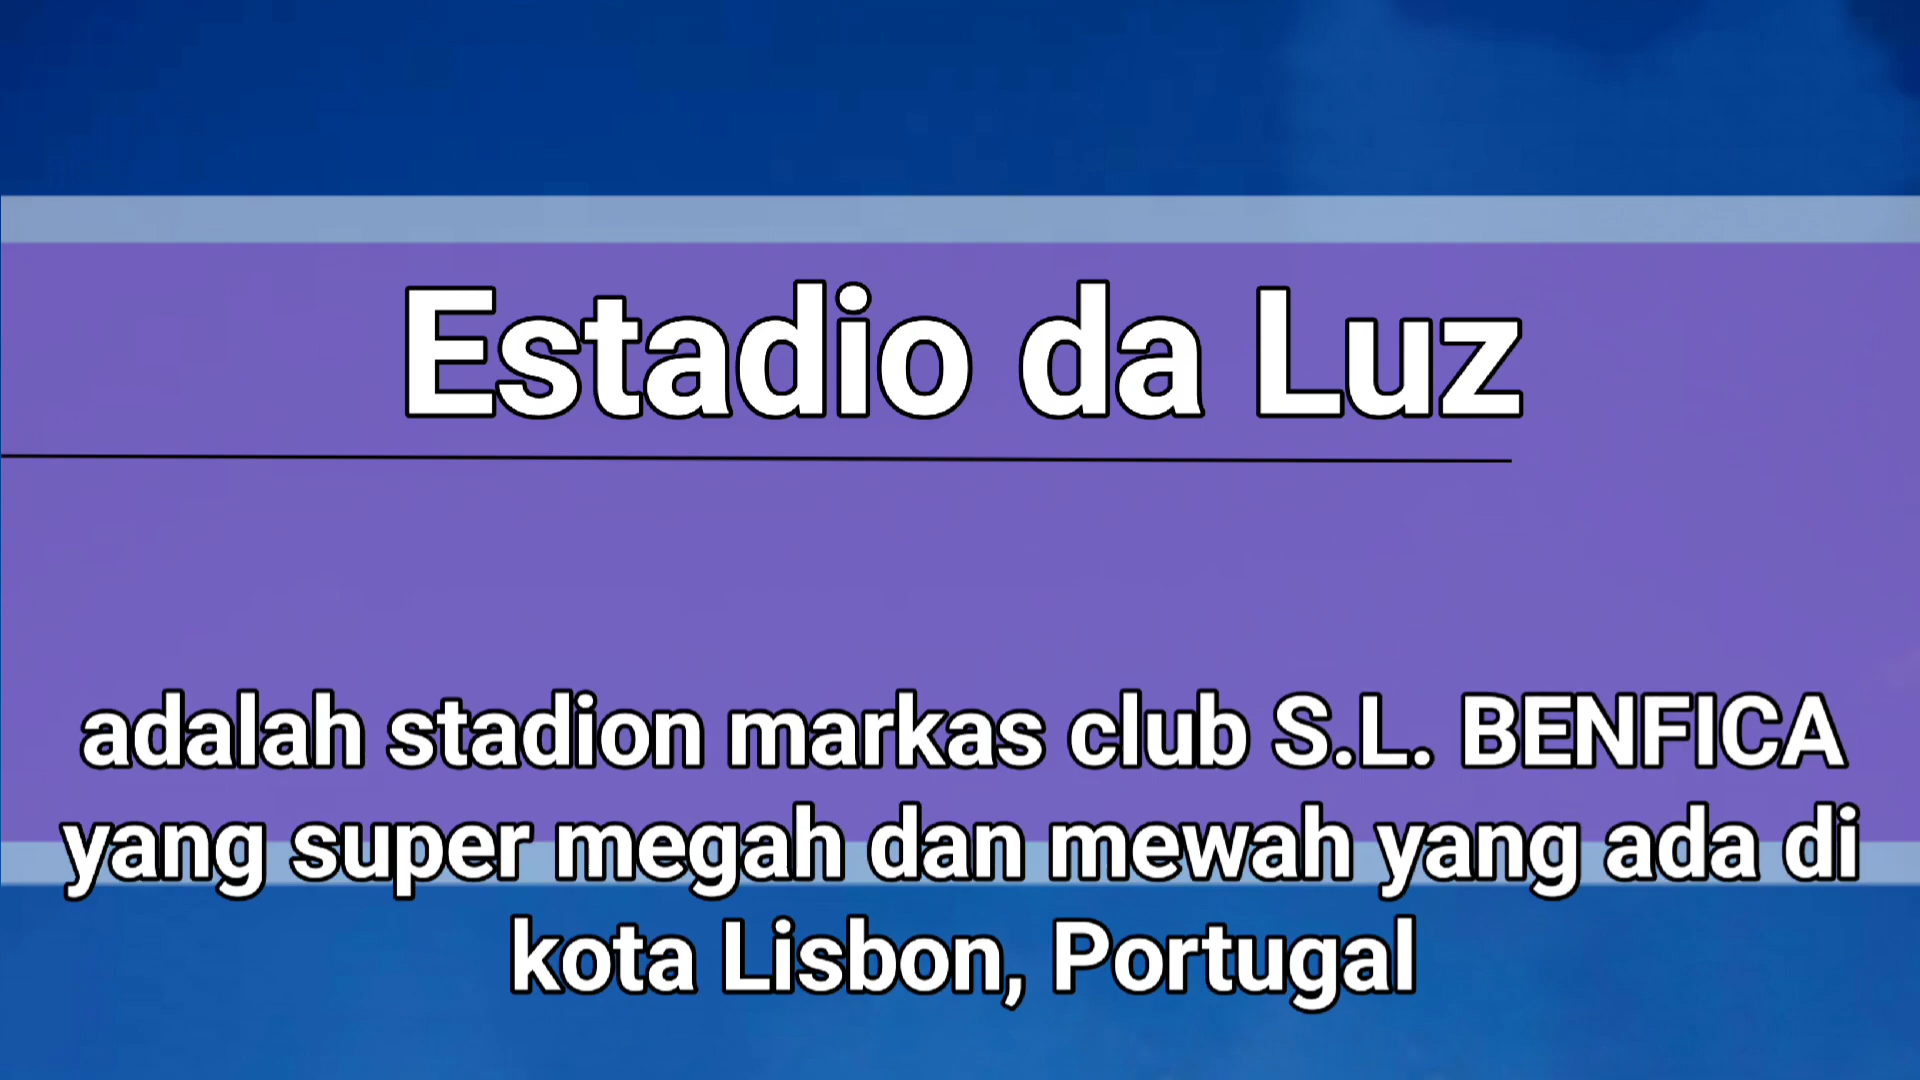 Estadio da Luz
adalah stadion markas club S.L. BENFICA
yang super megah dan mewah yang ada di
kota Lisbon, Portugal